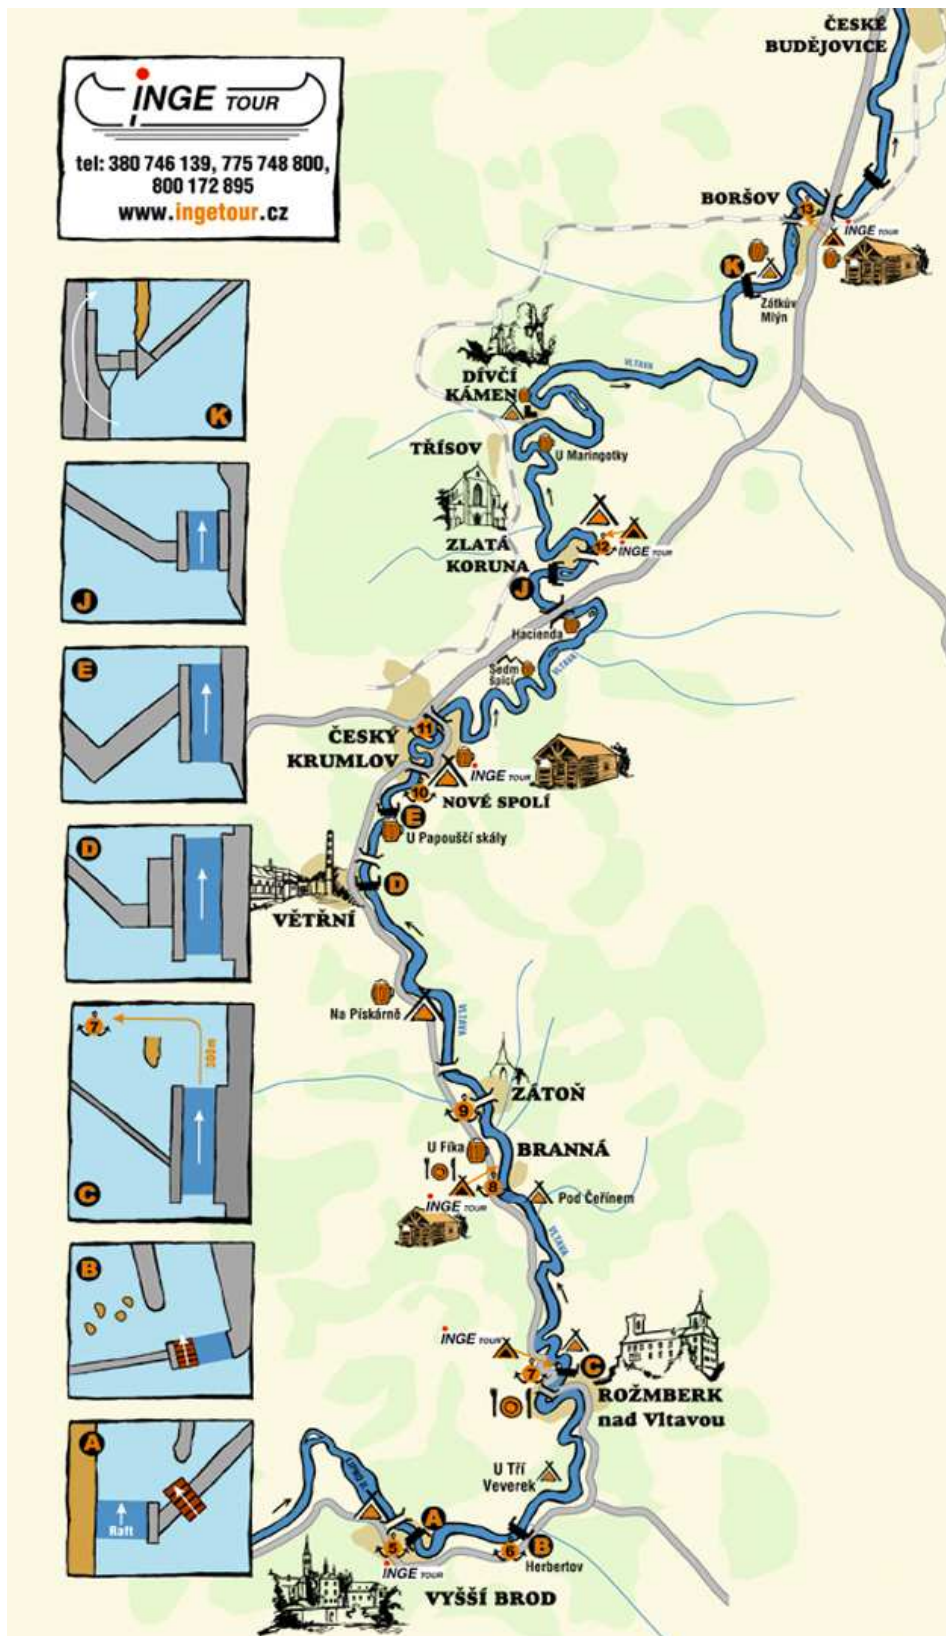 ČESKÉ
BUDĚJOVICE
iNGE TOUR
tel: 380 746 139, 775 748 800,
800 172 895
www.ingetour.cz
BORŠOV
13
iNGE TOUR
K
Zátkův
Mlýn
VLTAVA
DÍVČÍ
KÁMEN
K
TŘÍSOV
U Maringotky
ZLATÁ
KORUNA
12
iNGE TOUR
J
J
Hacienda
Sedm
špicí
VLTAVA
E
11
ČESKÝ
KRUMLOV
iNGE TOUR
10
NOVÉ SPOLÍ
E
U Papouščí skály
D
D
VĚTŘNÍ
Na Pískárně
VLTAVA
7
300m
C
ZÁTOŇ
9
U Fíka
BRANNÁ
8
iNGE TOUR
Pod Čeřínem
VLTAVA
B
iNGE TOUR
7
C
ROŽMBERK
nad Vltavou
U Tří
Veverek
A
Raft
LIPNO II.
A
5
6
B
Herbertov
iNGE TOUR
VYŠŠÍ BROD